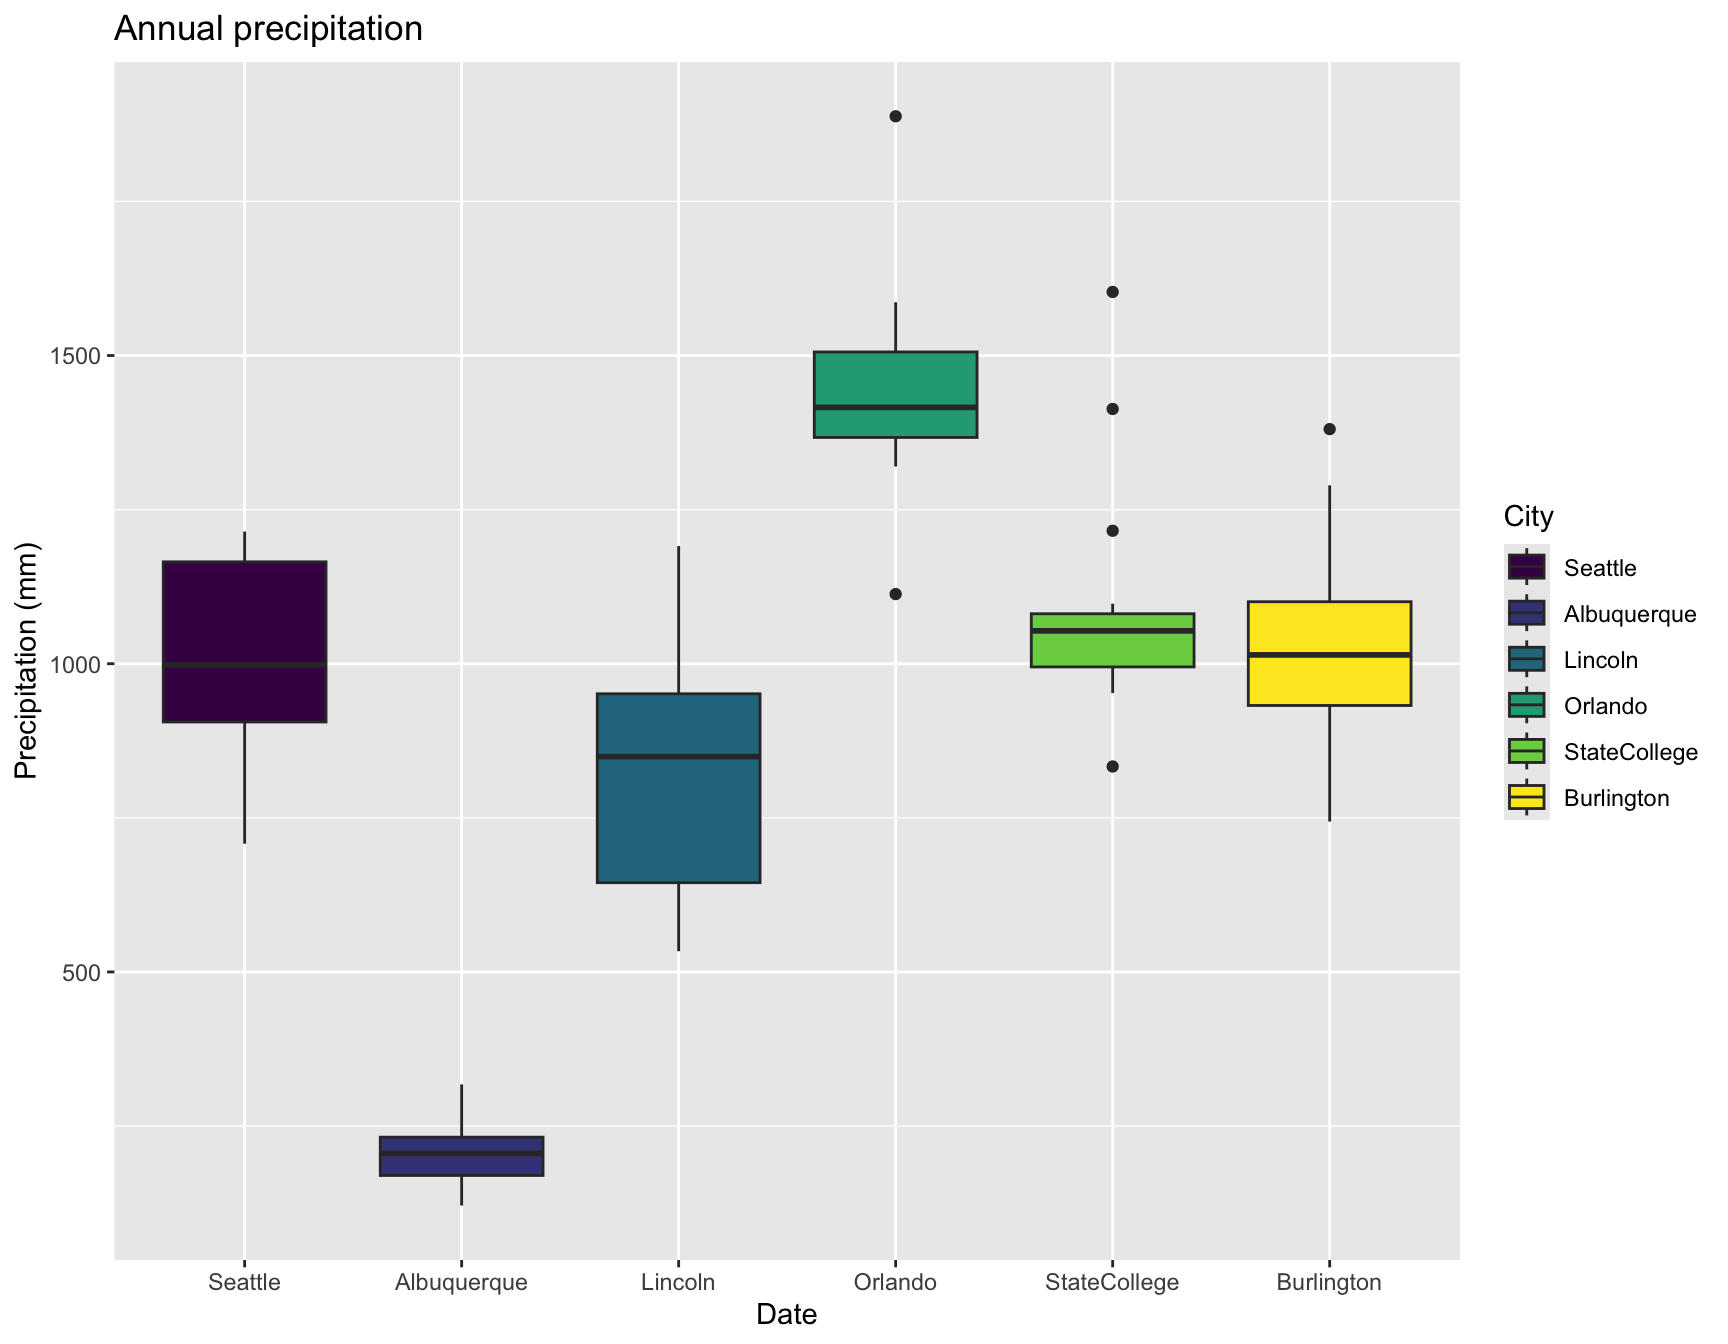 Annual precipitation
Precipitation (mm)
1500
1000
500
Seattle
Albuquerque
Lincoln
Orlando
StateCollege
Burlington
Date
City
Seattle
Albuquerque
Lincoln
Orlando
StateCollege
Burlington